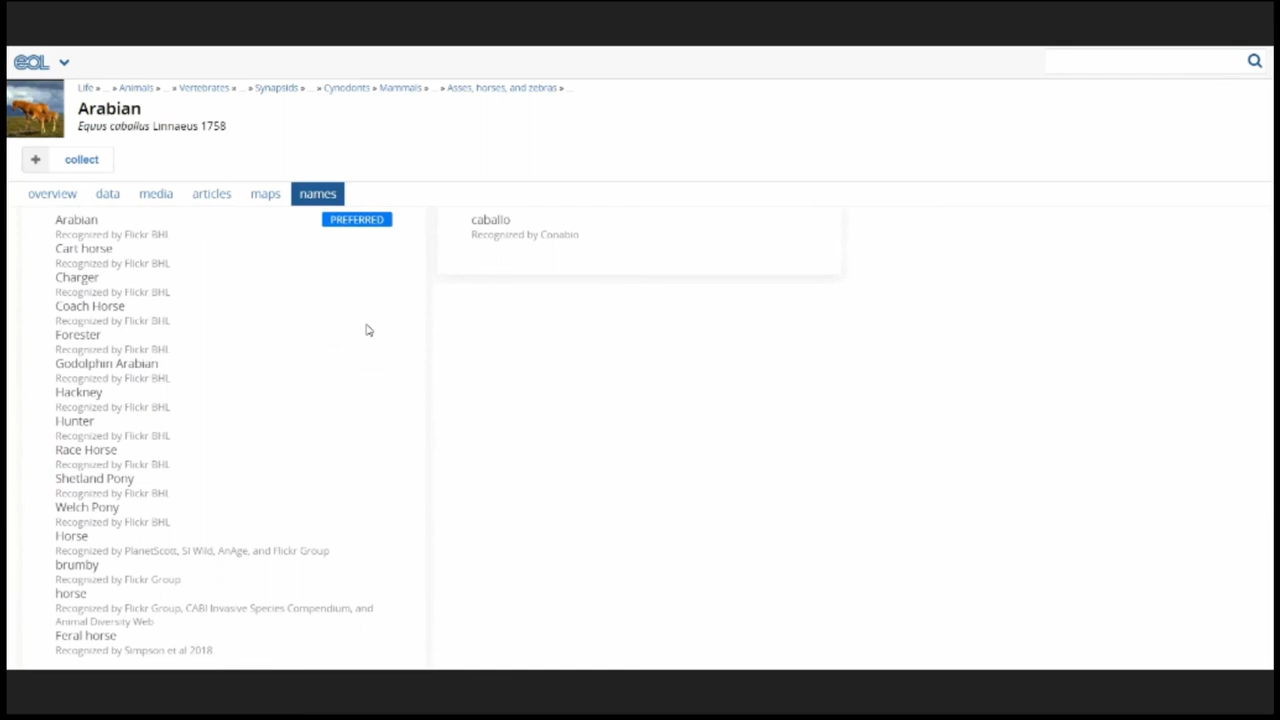 eOL
Life » ... » Animals » ... » Vertebrates » ... » Synapsids » ... » Cynodonts » Mammals » ... » Asses, horses, and zebras » ...
Arabian
Equus caballus Linnaeus 1758
+ collect
overview data media articles maps names
Arabian PREFERRED
Recognized by Flickr BHL
Cart horse
Recognized by Flickr BHL
Charger
Recognized by Flickr BHL
Coach Horse
Recognized by Flickr BHL
Forester
Recognized by Flickr BHL
Godolphin Arabian
Recognized by Flickr BHL
Hackney
Recognized by Flickr BHL
Hunter
Recognized by Flickr BHL
Race Horse
Recognized by Flickr BHL
Shetland Pony
Recognized by Flickr BHL
Welch Pony
Recognized by Flickr BHL
Horse
Recognized by PlanetScott, SI Wild, AnAge, and Flickr Group
brumby
Recognized by Flickr Group
horse
Recognized by Flickr Group, CABI Invasive Species Compendium, and
Animal Diversity Web
Feral horse
Recognized by Simpson et al 2018
caballo
Recognized by Conabio